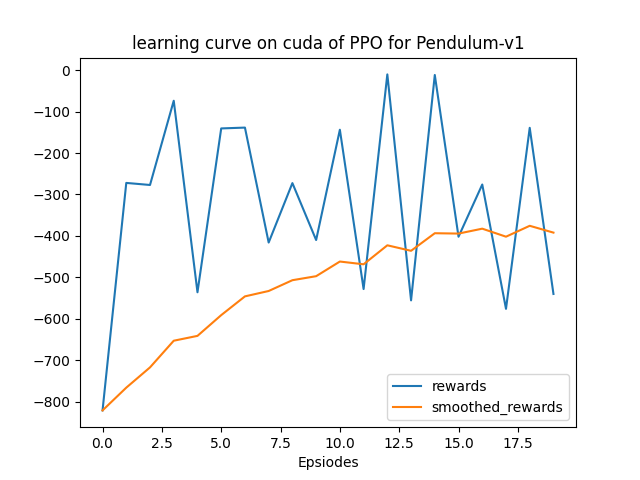 learning curve on cuda of PPO for Pendulum-v1
0
−100
−200
−300
−400
−500
−600
−700
−800
rewards
smoothed_rewards
0.0 2.5 5.0 7.5 10.0 12.5 15.0 17.5
Epsiodes